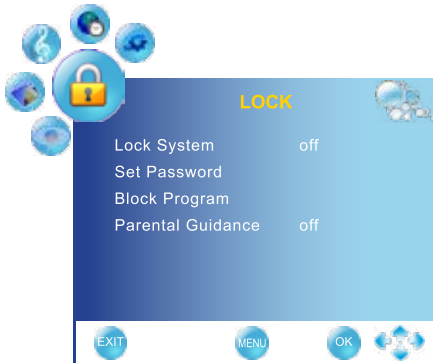 LOCK
Lock System off
Set Password
Block Program
Parental Guidance off
EXIT MENU OK